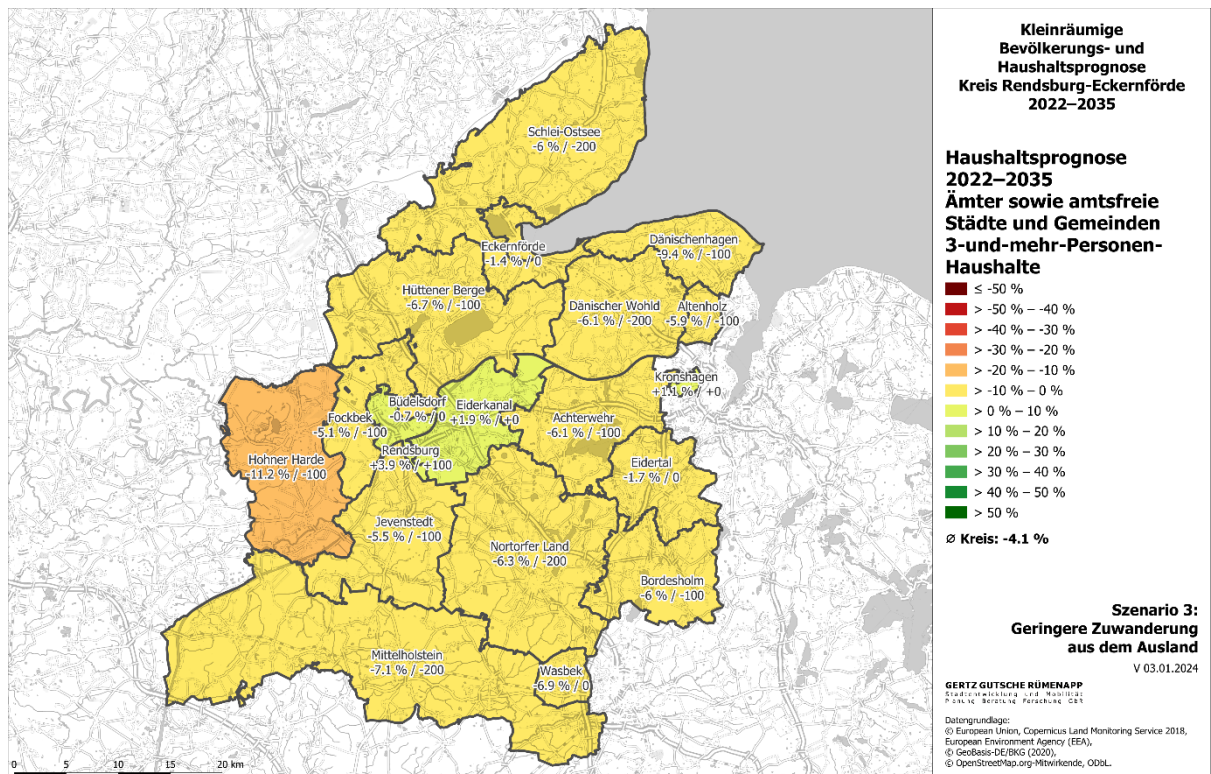 Schlei-Ostsee
-6 % / -200
Eckernförde
-1.4 % / 0
Dänischenhagen
-9.4 % / -100
Hüttener Berge
-6.7 % / -100
Dänischer Wohld
-6.1 % / -200
Altenholz
-5.9 % / -100
Kronshagen
+1.1 % / +0
Büdelsdorf
-0.7 % / 0
Eiderkanal
+1.9 % / +0
Fockbek
-5.1 % / -100
Achterwehr
-6.1 % / -100
Hohner Harde
-11.2 % / -100
Rendsburg
+3.9 % / +100
Eidertal
-1.7 % / 0
Jevenstedt
-5.5 % / -100
Nortorfer Land
-6.3 % / -200
Bordesholm
-6 % / -100
Mittelholstein
-7.1 % / -200
Wasbek
-6.9 % / 0
0 5 10 15 20 km
Kleinräumige
Bevölkerungs- und
Haushaltsprognose
Kreis Rendsburg-Eckernförde
2022–2035
Haushaltsprognose
2022–2035
Ämter sowie amtsfreie
Städte und Gemeinden
3-und-mehr-Personen-
Haushalte
≤ -50 %
> -50 % – -40 %
> -40 % – -30 %
> -30 % – -20 %
> -20 % – -10 %
> -10 % – 0 %
> 0 % – 10 %
> 10 % – 20 %
> 20 % – 30 %
> 30 % – 40 %
> 40 % – 50 %
> 50 %
⌀ Kreis: -4.1 %
Szenario 3:
Geringere Zuwanderung
aus dem Ausland
V 03.01.2024
GERTZ GUTSCHE RÜMENAPP
Stadtentwicklung und Mobilität
Planung Beratung Forschung GbR
Datengrundlage:
© European Union, Copernicus Land Monitoring Service 2018,
European Environment Agency (EEA),
© GeoBasis-DE/BKG (2020),
© OpenStreetMap.org-Mitwirkende, ODbL.